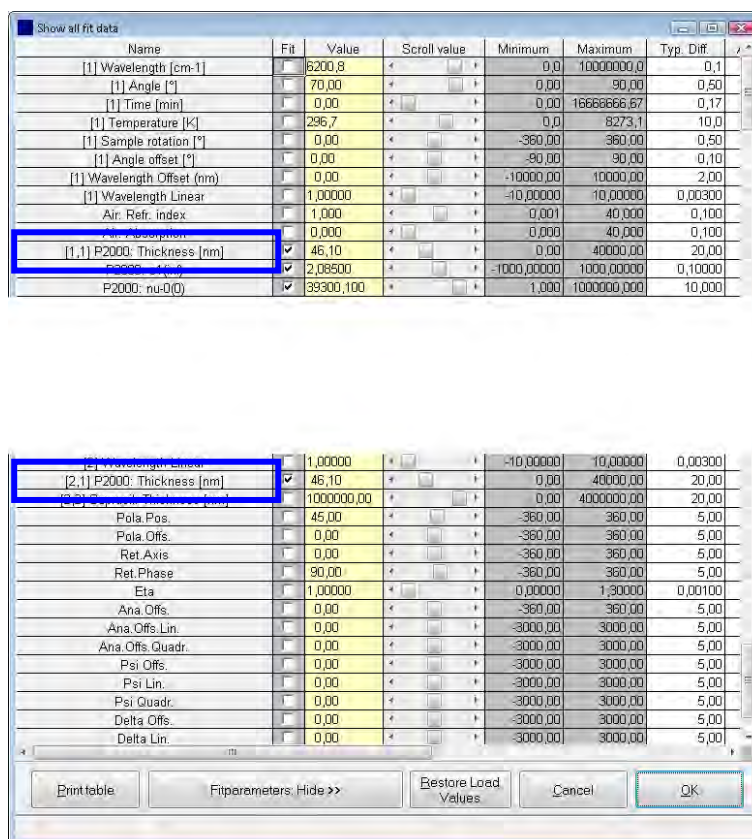 Show all fit data
Name Fit Value Scroll value Minimum Maximum Typ. Diff.
[1] Wavelength [cm-1] 6200,8 0,0 10000000,0 0,1
[1] Angle [°] 70,00 0,00 90,00 0,50
[1] Time [min] 0,00 0,00 16666666,67 0,17
[1] Temperature [K] 296,7 0,0 8273,1 10,0
[1] Sample rotation [°] 0,00 -360,00 360,00 0,50
[1] Angle offset [°] 0,00 -90,00 90,00 0,10
[1] Wavelength Offset (nm) 0,00 -10000,00 10000,00 2,00
[1] Wavelength Linear 1,00000 -10,00000 10,00000 0,00300
Air. Refr. index 1,000 0,001 40,000 0,100
0,000 0,000 40,000 0,100
[1,1] P2000: Thickness [nm] 46,10 0,00 40000,00 20,00
2,08500 -1000,00000 1000,00000 0,10000
P2000: nu-0(0) 39300,100 1,000 1000000,000 10,000
[2] Wavelength Linear 1,00000 -10,00000 10,00000 0,00300
[2,1] P2000: Thickness [nm] 46,10 0,00 40000,00 20,00
1000000,00 0,00 4000000,00 20,00
Pola.Pos. 45,00 -360,00 360,00 5,00
Pola.Offs. 0,00 -360,00 360,00 5,00
Ret.Axis 0,00 -360,00 360,00 5,00
Ret.Phase 90,00 -360,00 360,00 5,00
Eta 1,00000 0,00000 1,30000 0,00100
Ana.Offs. 0,00 -360,00 360,00 5,00
Ana.Offs.Lin. 0,00 -3000,00 3000,00 5,00
Ana.Offs.Quadr. 0,00 -3000,00 3000,00 5,00
Psi Offs. 0,00 -3000,00 3000,00 5,00
Psi Lin. 0,00 -3000,00 3000,00 5,00
Psi Quadr. 0,00 -3000,00 3000,00 5,00
Delta Offs. 0,00 -3000,00 3000,00 5,00
Delta Lin. 0,00 -3000,00 3000,00 5,00
Print table
Fitparameters: Hide >>
Restore Load
Values
Cancel
OK